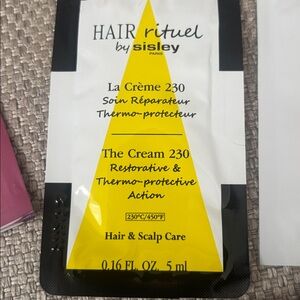 HAIR rituel
by sisley
PARIS
La Crème 230
Soin Réparateur
Thermo-protecteur
The Cream 230
Restorative &
Thermo-protective
Action
230°C/450°F
Hair & Scalp Care
0.16 FL. OZ. 5 ml